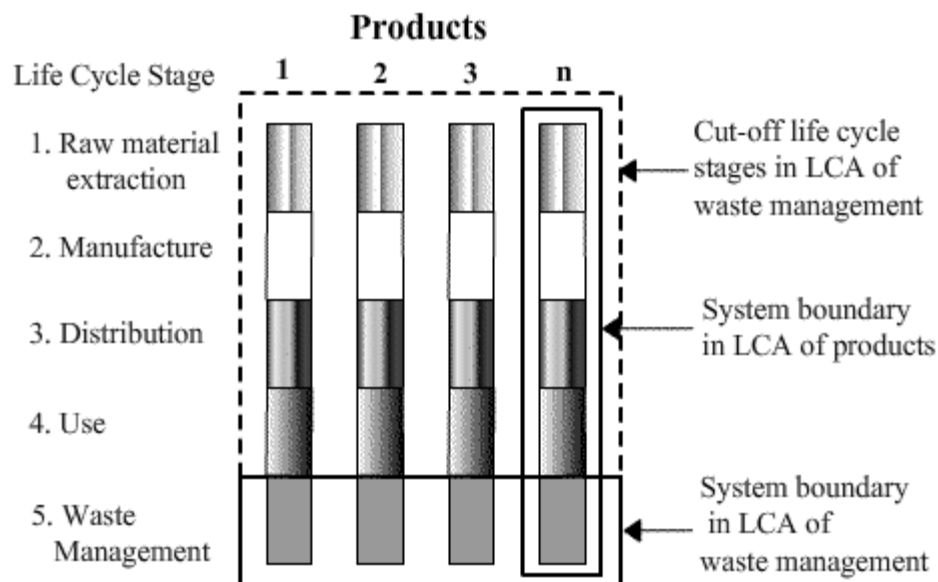 Products
Life Cycle Stage 1 2 3 n
1. Raw material
extraction
2. Manufacture
3. Distribution
4. Use
5. Waste
Management
Cut-off life cycle
stages in LCA of
waste management
System boundary
in LCA of products
System boundary
in LCA of
waste management